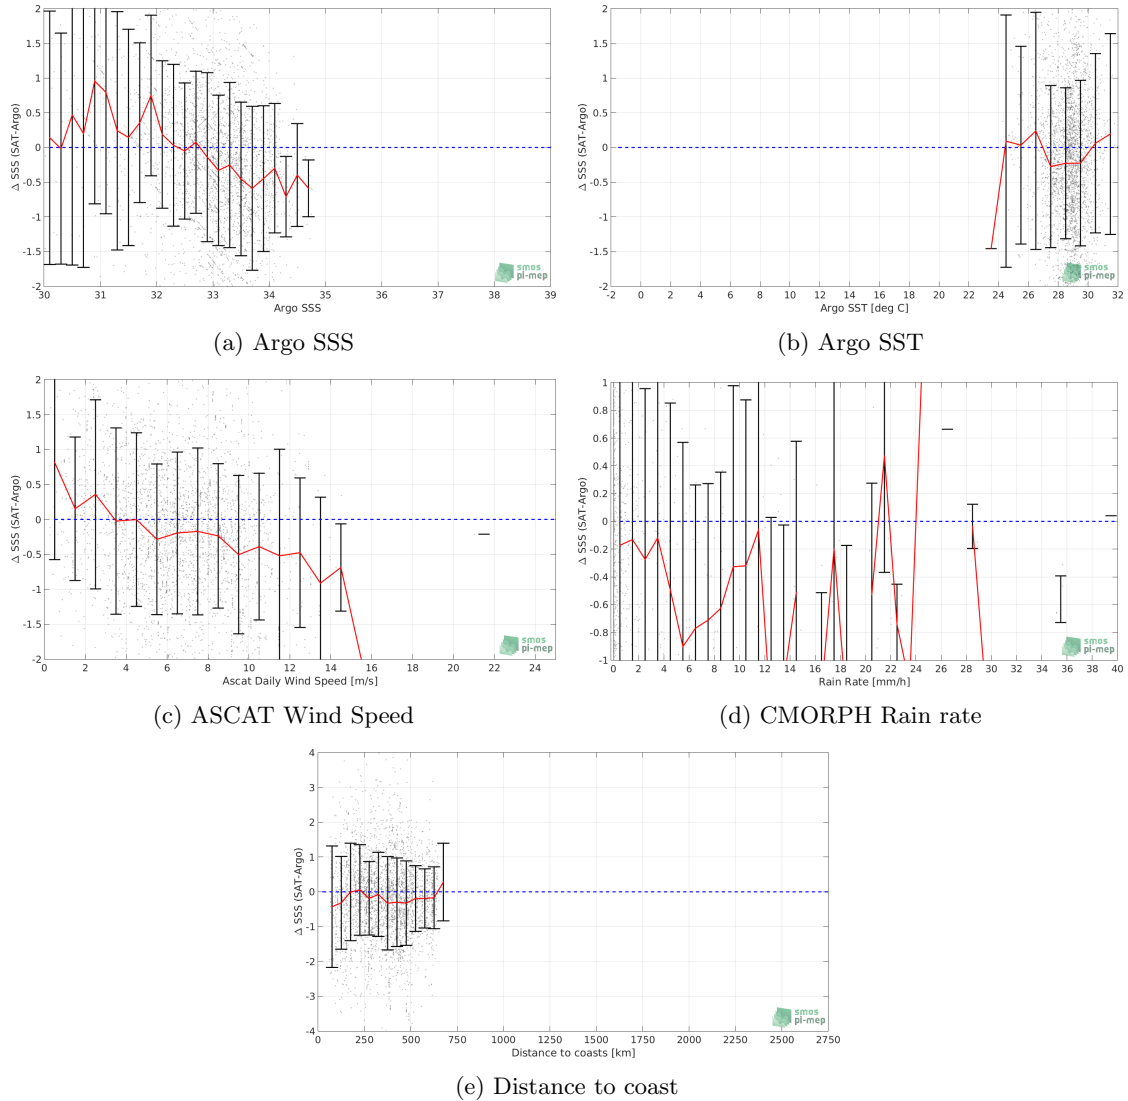 2
1.5
1
0.5
0
-0.5
-1
-1.5
-2
Δ SSS (SAT-Argo)
30 31 32 33 34 35 36 37 38 39
Argo SSS
smos
pi-mep
(a) Argo SSS
2
1.5
1
0.5
0
-0.5
-1
-1.5
-2
Δ SSS (SAT-Argo)
-2 0 2 4 6 8 10 12 14 16 18 20 22 24 26 28 30 32
Argo SST [deg C]
smos
pi-mep
(b) Argo SST
2
1.5
1
0.5
0
-0.5
-1
-1.5
-2
Δ SSS (SAT-Argo)
0 2 4 6 8 10 12 14 16 18 20 22 24
Ascat Daily Wind Speed [m/s]
smos
pi-mep
(c) ASCAT Wind Speed
1
0.8
0.6
0.4
0.2
0
-0.2
-0.4
-0.6
-0.8
-1
Δ SSS (SAT-Argo)
0 2 4 6 8 10 12 14 16 18 20 22 24 26 28 30 32 34 36 38 40
Rain Rate [mm/h]
smos
pi-mep
(d) CMORPH Rain rate
4
3
2
1
0
-1
-2
-3
-4
Δ SSS (SAT-Argo)
0 250 500 750 1000 1250 1500 1750 2000 2250 2500 2750
Distance to coasts [km]
smos
pi-mep
(e) Distance to coast